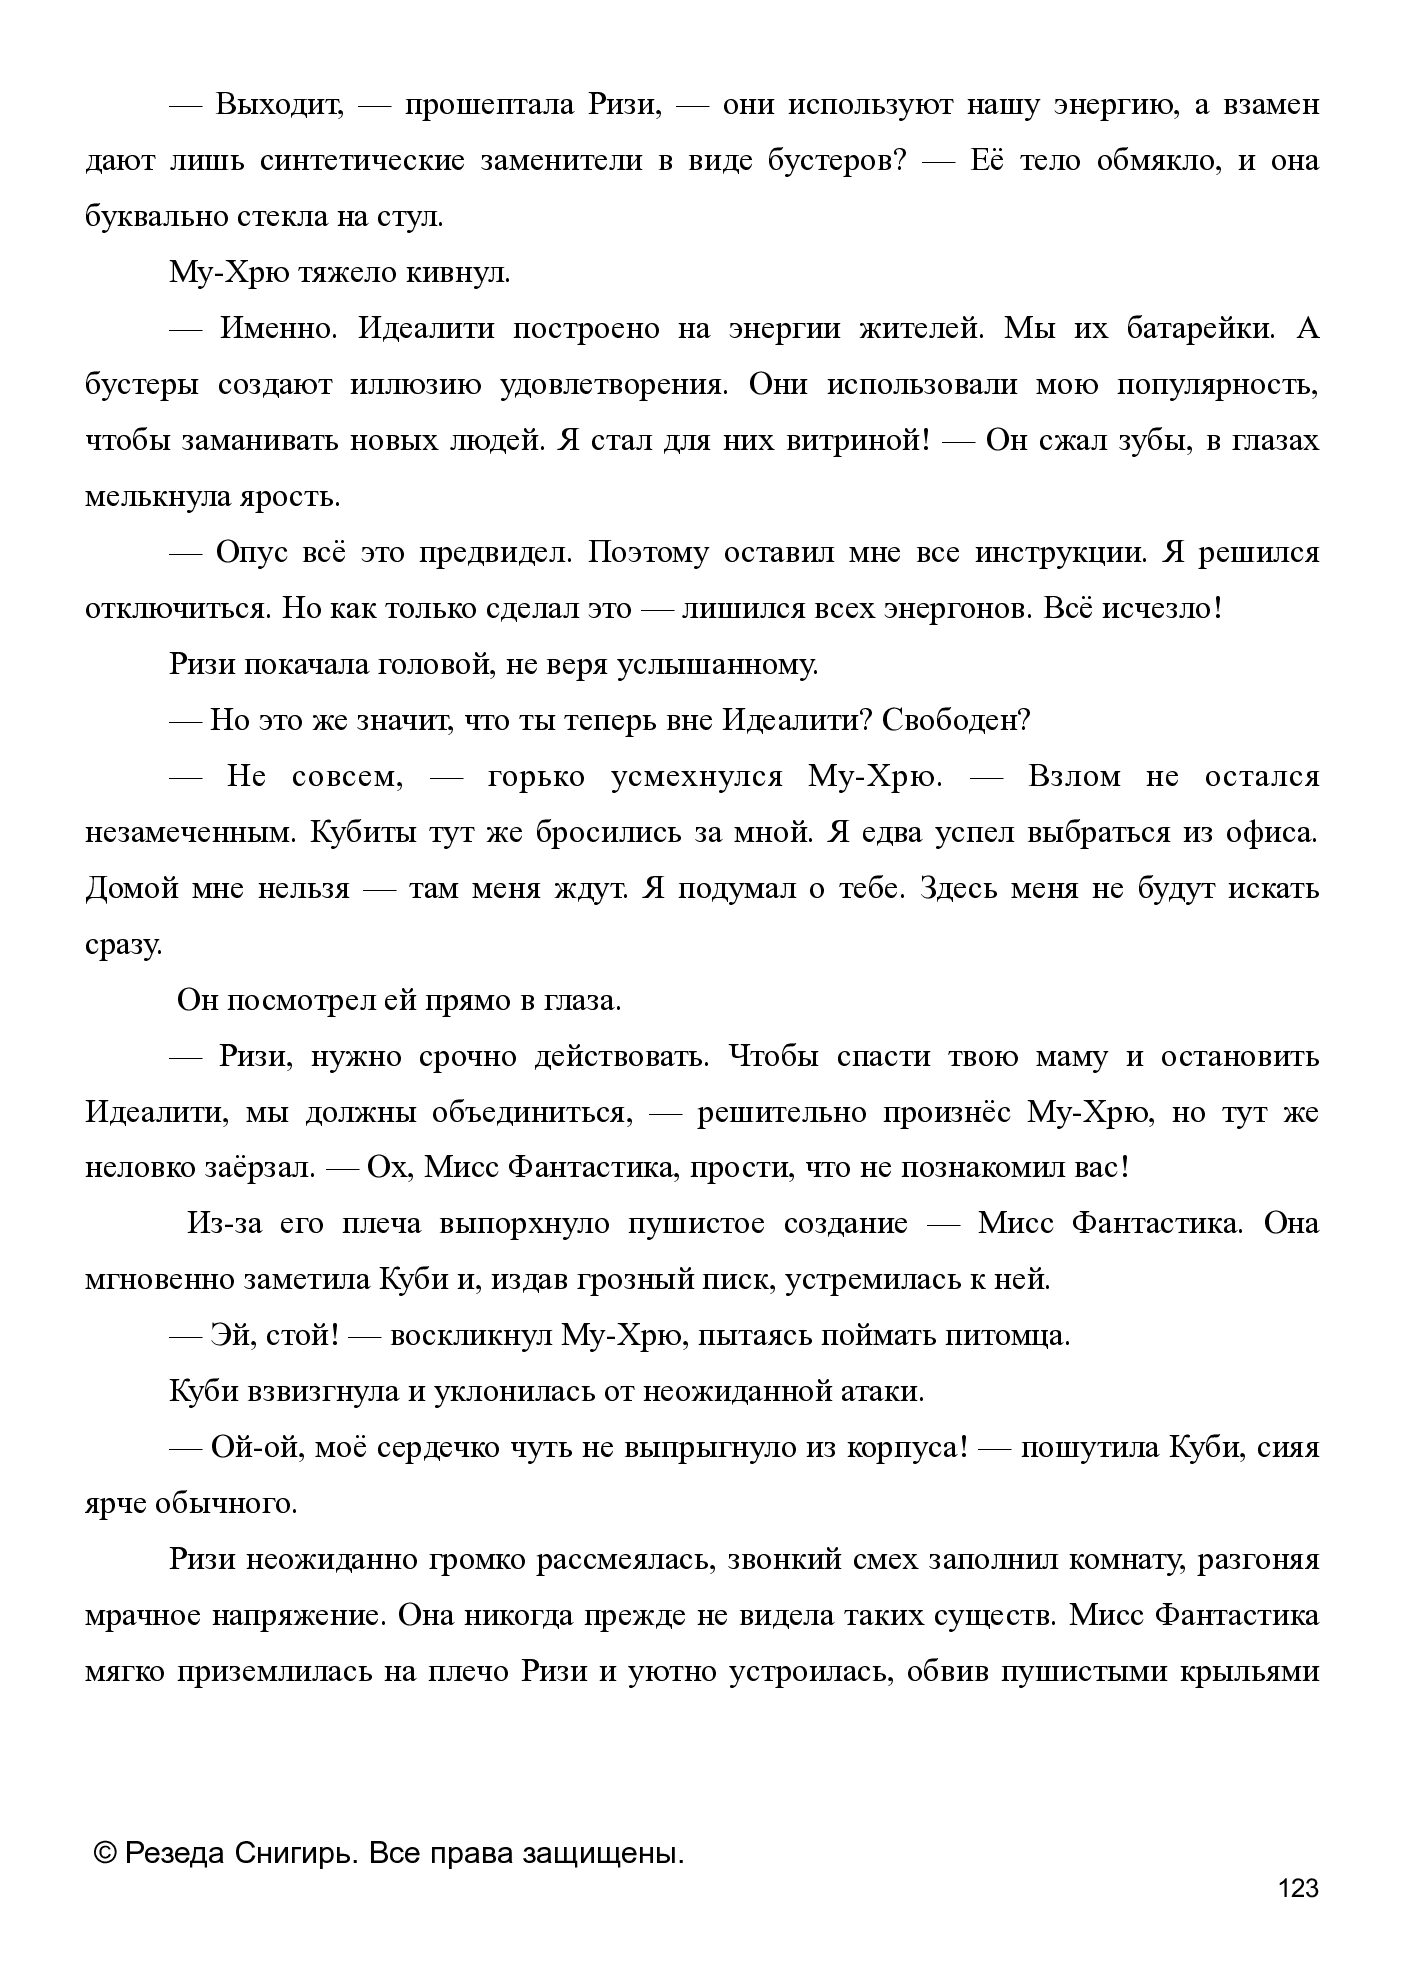 — Выходит, — прошептала Ризи, — они используют нашу энергию, а взамен
дают лишь синтетические заменители в виде бустеров? — Её тело обмякло, и она
буквально стекла на стул.
Му-Хрю тяжело кивнул.
— Именно. Идеалити построено на энергии жителей. Мы их батарейки. А
бустеры создают иллюзию удовлетворения. Они использовали мою популярность,
чтобы заманивать новых людей. Я стал для них витриной! — Он сжал зубы, в глазах
мелькнула ярость.
— Опус всё это предвидел. Поэтому оставил мне все инструкции. Я решился
отключиться. Но как только сделал это — лишился всех энергонов. Всё исчезло!
Ризи покачала головой, не веря услышанному.
— Но это же значит, что ты теперь вне Идеалити? Свободен?
— Не совсем, — горько усмехнулся Му-Хрю. — Взлом не остался
незамеченным. Кубиты тут же бросились за мной. Я едва успел выбраться из офиса.
Домой мне нельзя — там меня ждут. Я подумал о тебе. Здесь меня не будут искать
сразу.
Он посмотрел ей прямо в глаза.
— Ризи, нужно срочно действовать. Чтобы спасти твою маму и остановить
Идеалити, мы должны объединиться, — решительно произнёс Му-Хрю, но тут же
неловко заёрзал. — Ох, Мисс Фантастика, прости, что не познакомил вас!
Из-за его плеча выпорхнуло пушистое создание — Мисс Фантастика. Она
мгновенно заметила Куби и, издав грозный писк, устремилась к ней.
— Эй, стой! — воскликнул Му-Хрю, пытаясь поймать питомца.
Куби взвизгнула и уклонилась от неожиданной атаки.
— Ой-ой, моё сердечко чуть не выпрыгнуло из корпуса! — пошутила Куби, сияя
ярче обычного.
Ризи неожиданно громко рассмеялась, звонкий смех заполнил комнату, разгоняя
мрачное напряжение. Она никогда прежде не видела таких существ. Мисс Фантастика
мягко приземлилась на плечо Ризи и уютно устроилась, обвив пушистыми крыльями
© Резеда Снигирь. Все права защищены.
123